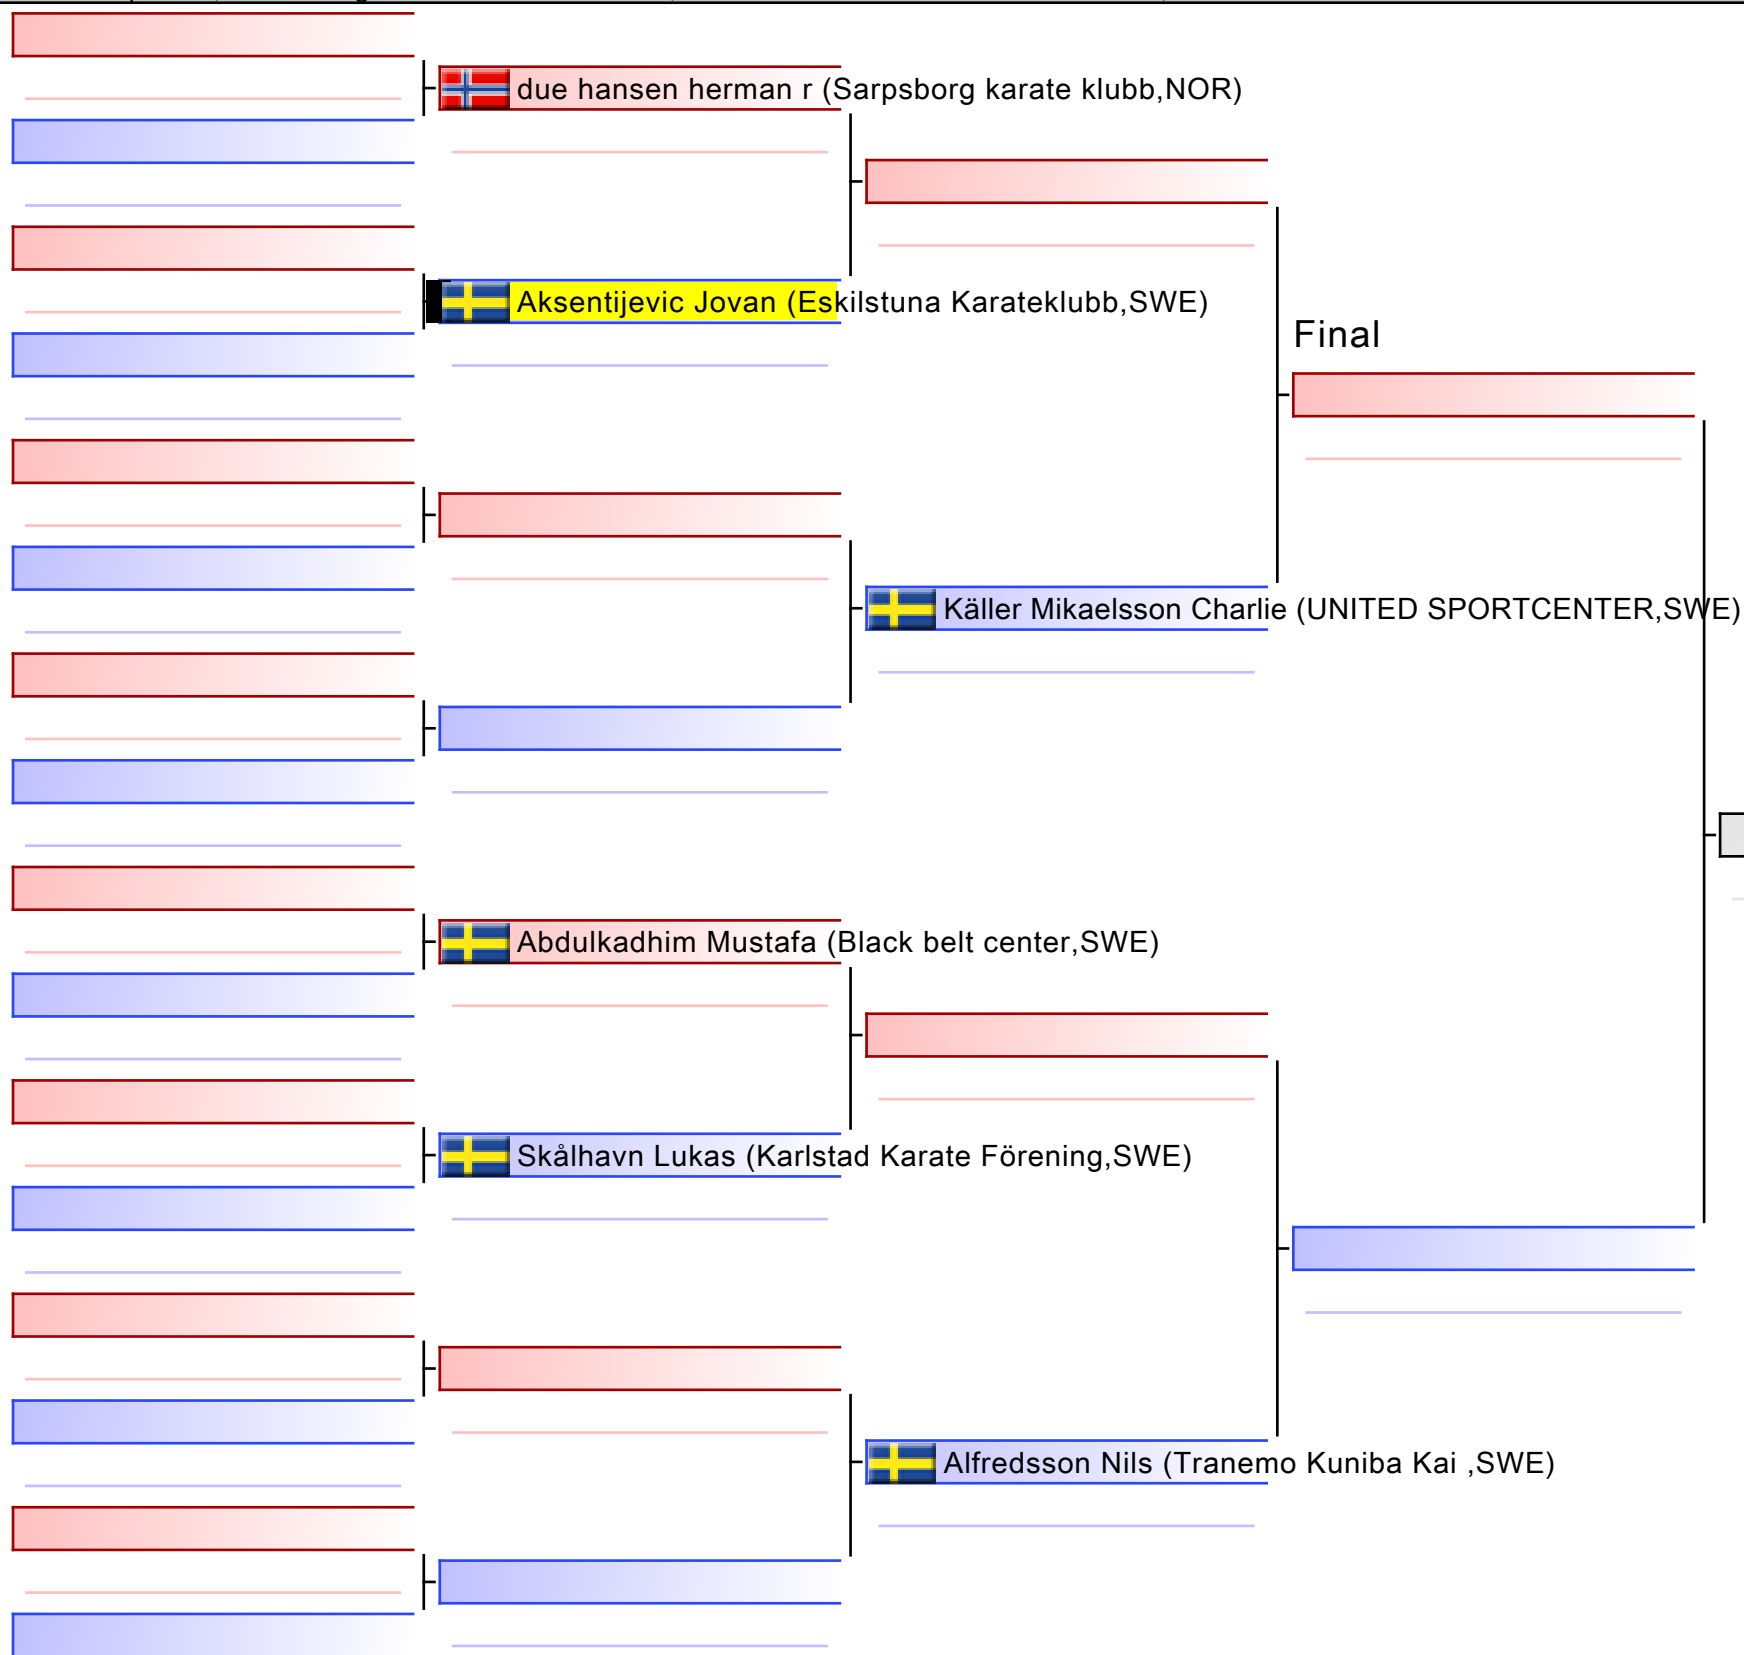 due hansen herman r (Sarpsborg karate klubb,NOR)
Aksentijevic Jovan (Eskilstuna Karateklubb,SWE)
Final
Käller Mikaelsson Charlie (UNITED SPORTCENTER,SWE)
Abdulkadhim Mustafa (Black belt center,SWE)
Skålhavn Lukas (Karlstad Karate Förening,SWE)
Alfredsson Nils (Tranemo Kuniba Kai ,SWE)